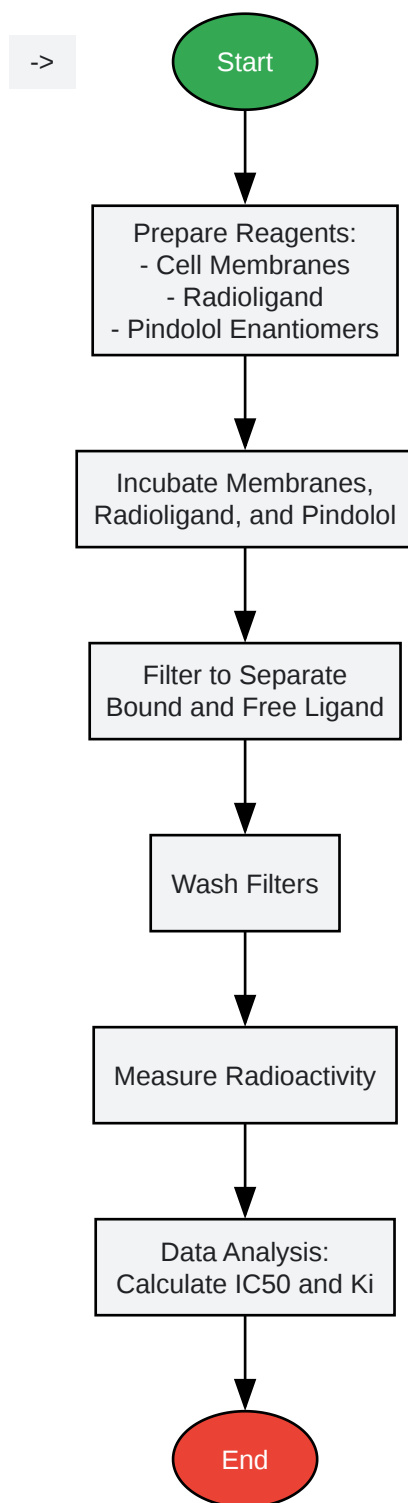 ->
Start
Prepare Reagents:
- Cell Membranes
- Radioligand
- Pindolol Enantiomers
Incubate Membranes,
Radioligand, and Pindolol
Filter to Separate
Bound and Free Ligand
Wash Filters
Measure Radioactivity
Data Analysis:
Calculate IC50 and Ki
End